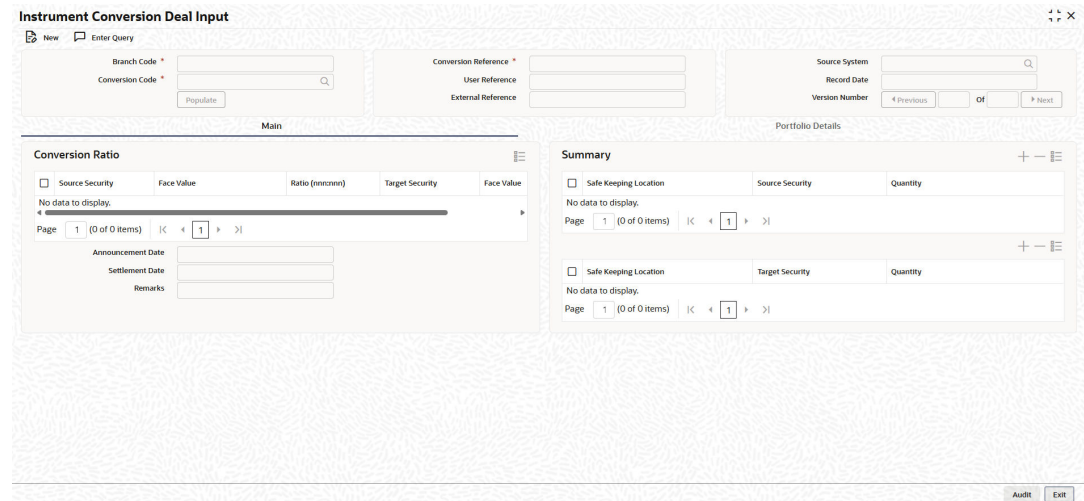 Instrument Conversion Deal Input
New Enter Query
Branch Code *
Conversion Code *
Populate
Conversion Reference *
User Reference
External Reference
Source System
Record Date
Version Number Previous Of Next
Main Portfolio Details
Conversion Ratio
Source Security Face Value Ratio (nnn:nnn) Target Security Face Value
No data to display.
Page 1 (0 of 0 items) 1
Announcement Date
Settlement Date
Remarks
Summary
Safe Keeping Location Source Security Quantity
No data to display.
Page 1 (0 of 0 items) 1
Safe Keeping Location Target Security Quantity
No data to display.
Page 1 (0 of 0 items) 1
Audit Exit